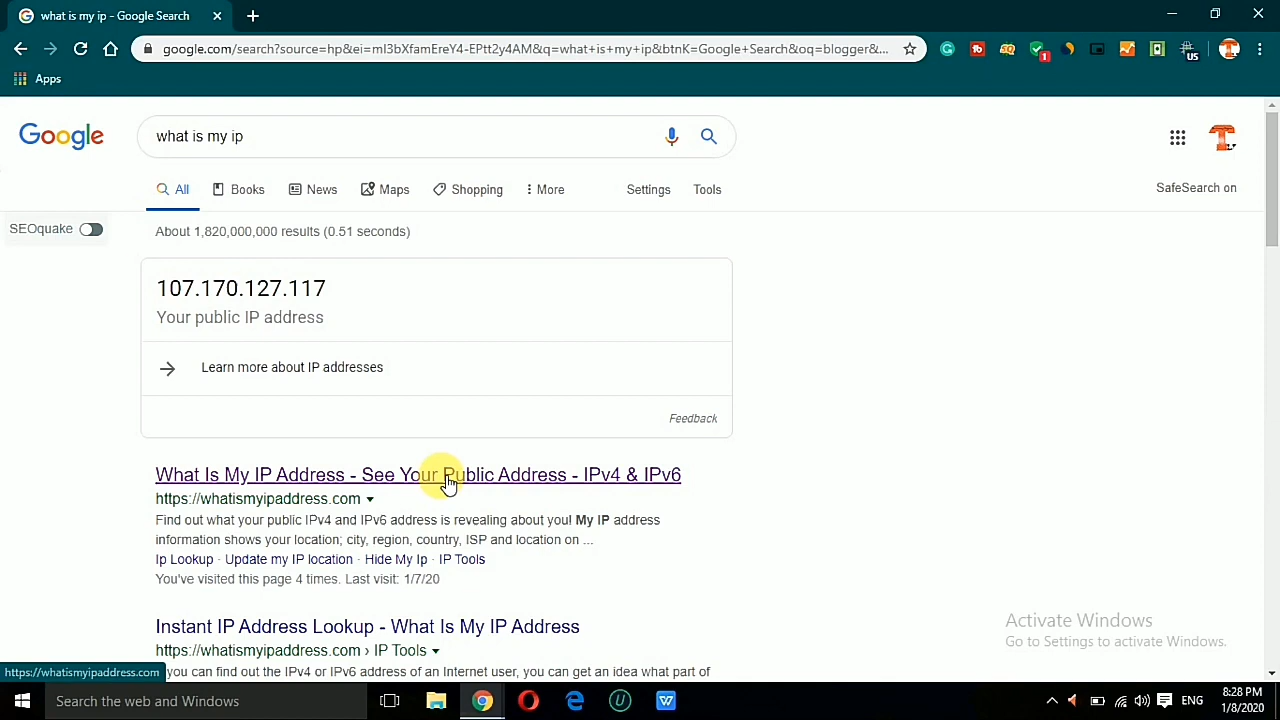 what is my ip - Google Search
google.com/search?source=hp&ei=ml3bXfamEreY4-EPtt2y4AM&q=what+is+my+ip&btnK=Google+Search&oq=blogger&...
1
US
Apps
Google
what is my ip
All
Books
News
Maps
Shopping
More
Settings
Tools
SafeSearch on
SEOquake
About 1,820,000,000 results (0.51 seconds)
107.170.127.117
Your public IP address
Learn more about IP addresses
Feedback
What Is My IP Address - See Your Public Address - IPv4 & IPv6
https://whatismyipaddress.com
Find out what your public IPv4 and IPv6 address is revealing about you! My IP address
information shows your location; city, region, country, ISP and location on ...
Ip Lookup · Update my IP location · Hide My Ip · IP Tools
You've visited this page 4 times. Last visit: 1/7/20
Instant IP Address Lookup - What Is My IP Address
https://whatismyipaddress.com › IP Tools
you can find out the IPv4 or IPv6 address of an Internet user, you can get an idea what part of
Activate Windows
Go to Settings to activate Windows.
https://whatismyipaddress.com
Search the web and Windows
ENG
8:28 PM
1/8/2020